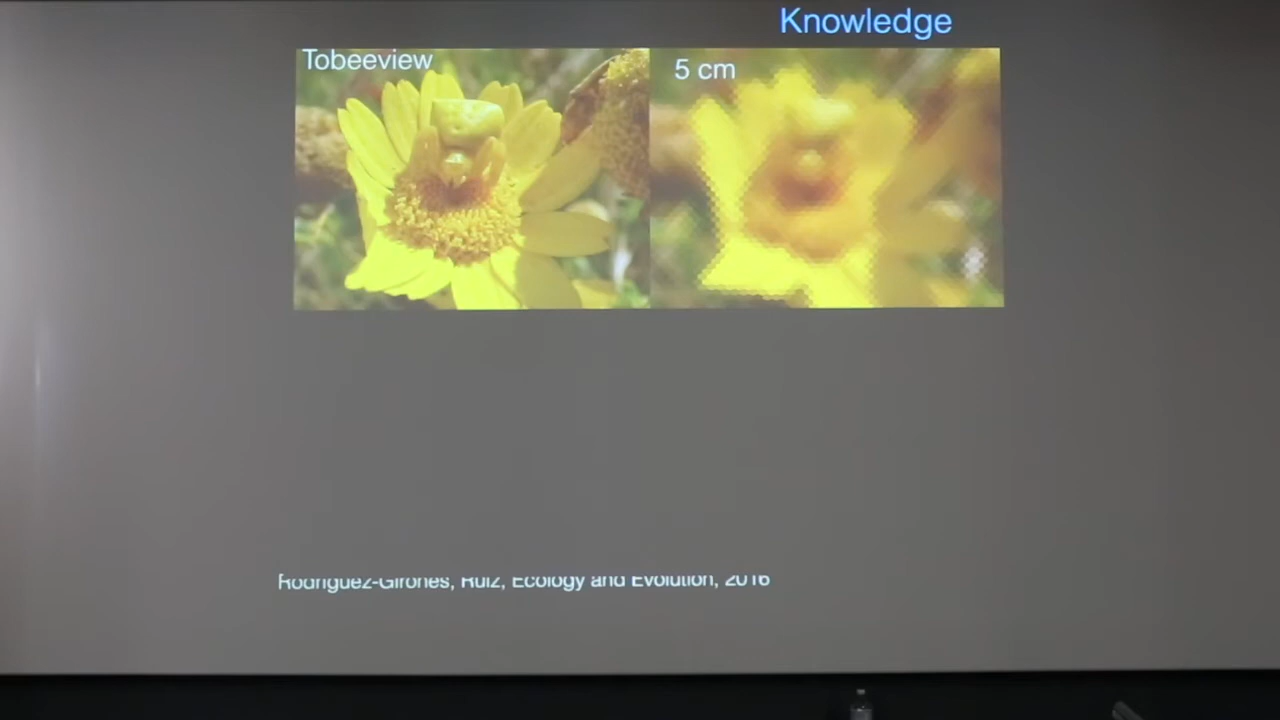 Knowledge
Tobeeview
5 cm
Rodriguez-Girones, Ruiz, Ecology and Evolution, 2016